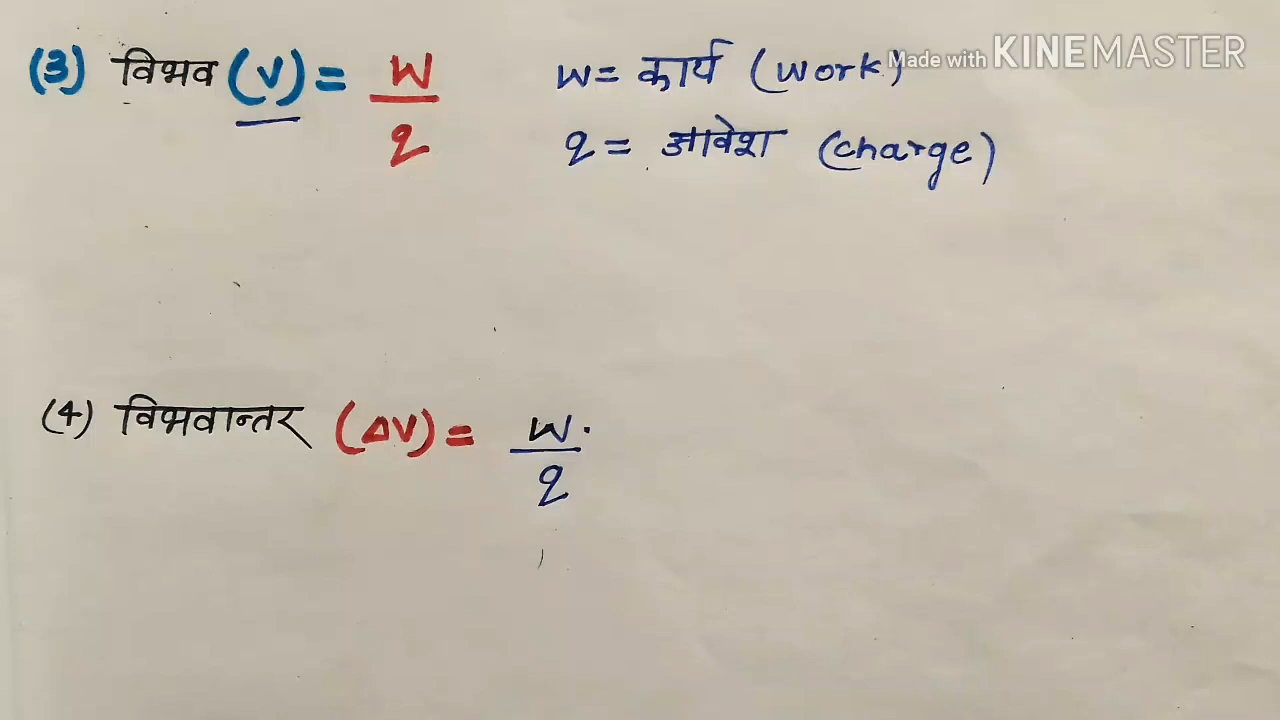 (3) विभव (V) = W/q W = कार्य (work)
q = आवेश (charge)
(4) विभवान्तर (ΔV) = W/q
Made with KINEMASTER